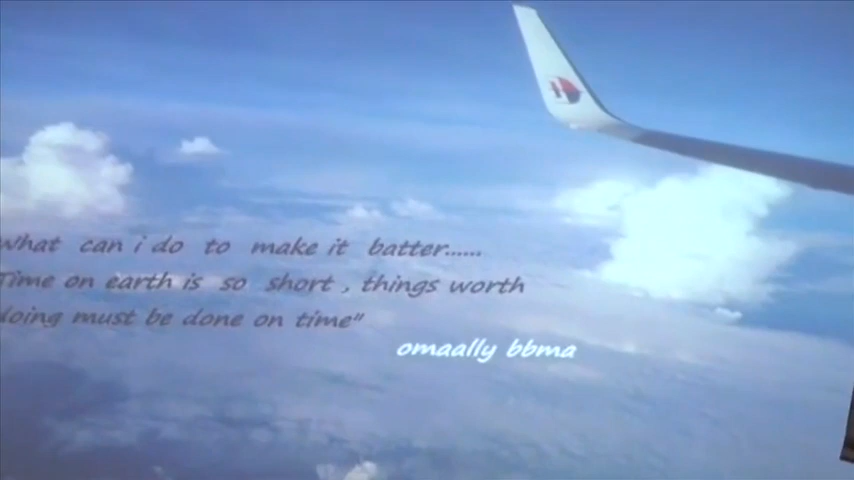 what can i do to make it batter......
Time on earth is so short , things worth
doing must be done on time"
omaally bbma